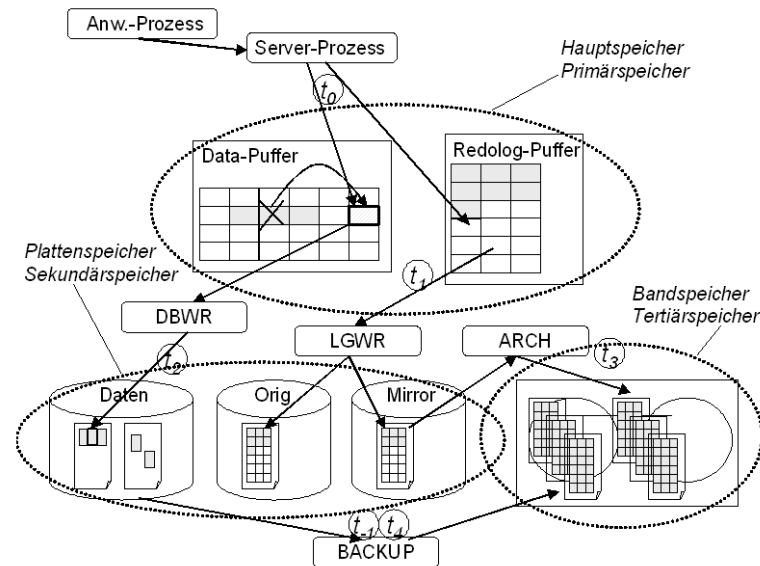 Anw.-Prozess
Server-Prozess
Hauptspeicher
Primärspeicher
t0
Data-Puffer
Redolog-Puffer
Plattenspeicher
Sekundärspeicher
t1
Bandspeicher
Tertiärspeicher
DBWR
LGWR
ARCH
t3
t2
Daten
Orig
Mirror
t-1
t4
BACKUP